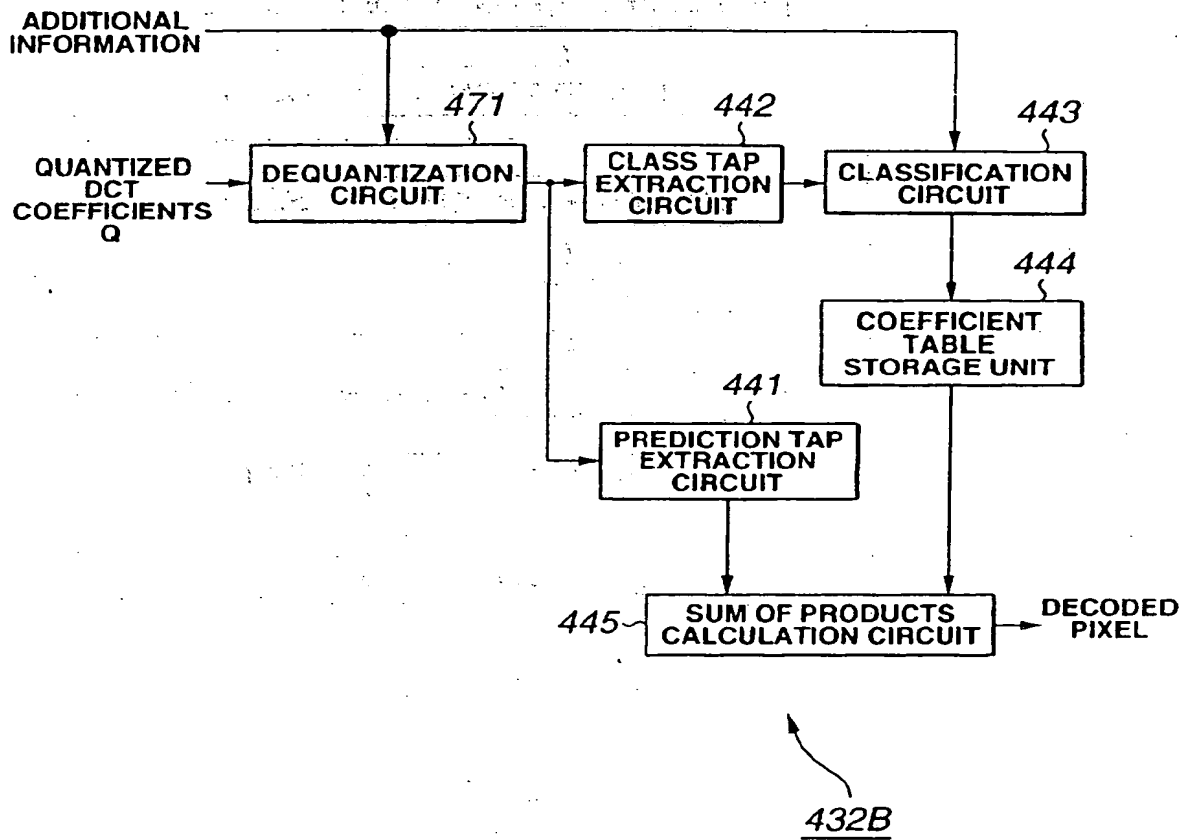 ADDITIONAL
INFORMATION
471
442
443
QUANTIZED
DCT
COEFFICIENTS
Q
DEQUANTIZATION
CIRCUIT
CLASS TAP
EXTRACTION
CIRCUIT
CLASSIFICATION
CIRCUIT
444
COEFFICIENT
TABLE
STORAGE UNIT
441
PREDICTION TAP
EXTRACTION
CIRCUIT
445
SUM OF PRODUCTS
CALCULATION CIRCUIT
DECODED
PIXEL
432B